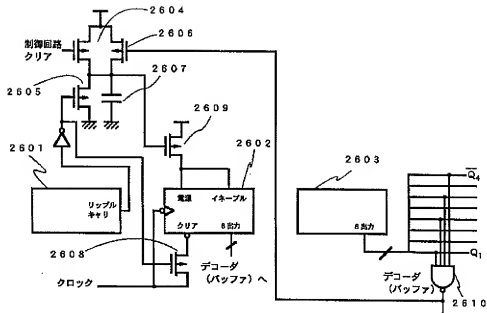 2604
2606
制御回路
クリア
2607
2605
2609
2601
2602
2603
リップル
キャリ
電源 イネーブル
クリア 8出力
8出力
Q4
Q1
2608
クロック
デコーダ
(バッファ)へ
デコーダ
(バッファ)
2610